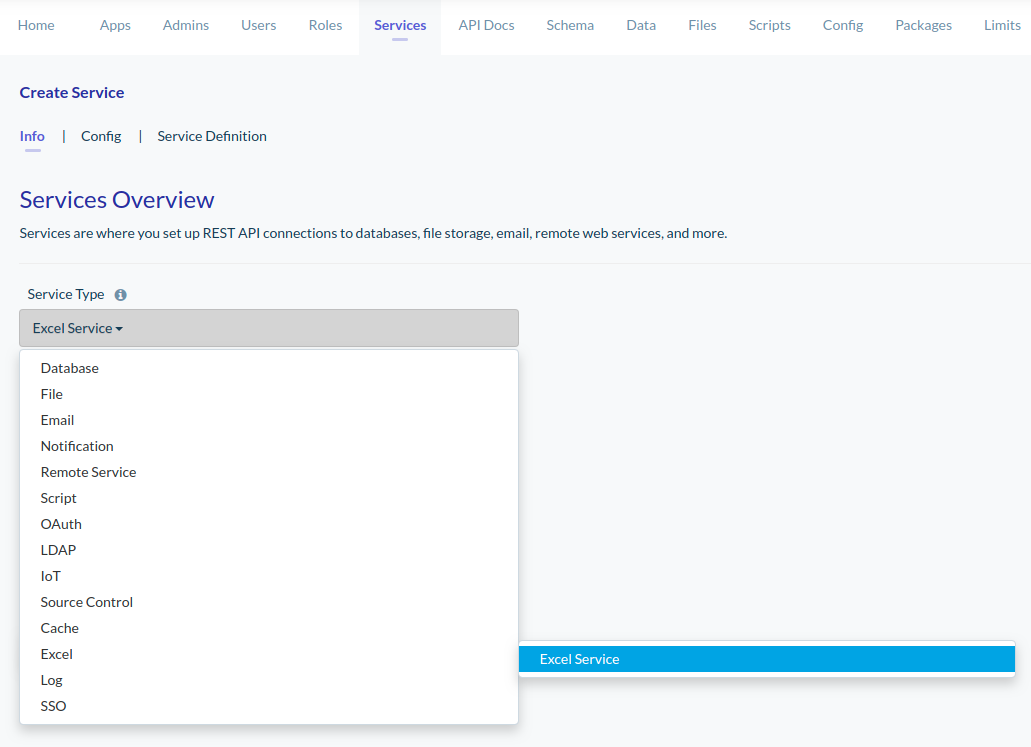 Home Apps Admins Users Roles Services API Docs Schema Data Files Scripts Config Packages Limits
Create Service
Info | Config | Service Definition
Services Overview
Services are where you set up REST API connections to databases, file storage, email, remote web services, and more.
Service Type
Excel Service
Database
File
Email
Notification
Remote Service
Script
OAuth
LDAP
IoT
Source Control
Cache
Excel
Excel Service
Log
SSO